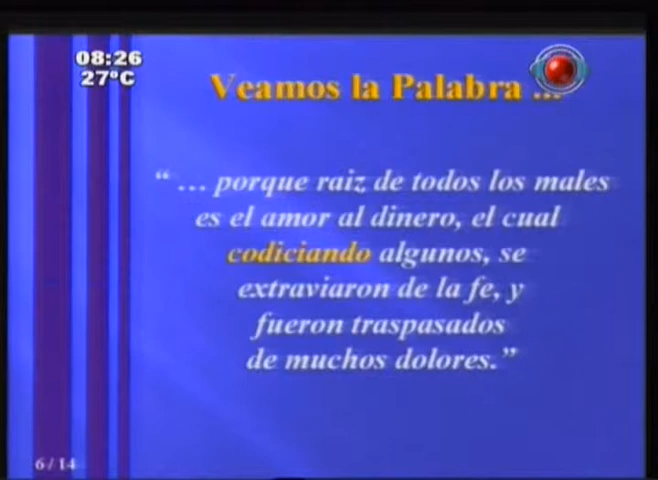 08:26
27°C
Veamos la Palabra ...
“ ... porque raiz de todos los males
es el amor al dinero, el cual
codiciando algunos, se
extraviaron de la fe, y
fueron traspasados
de muchos dolores.”
6 / 14